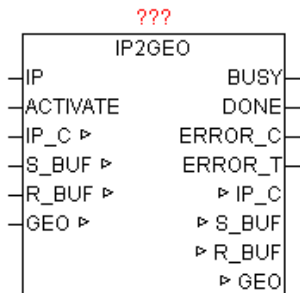 ???
IP2GEO
IP BUSY
ACTIVATE DONE
IP_C ▷ ERROR_C
S_BUF ▷ ERROR_T
R_BUF ▷ ▷ IP_C
GEO ▷ ▷ S_BUF
▷ R_BUF
▷ GEO